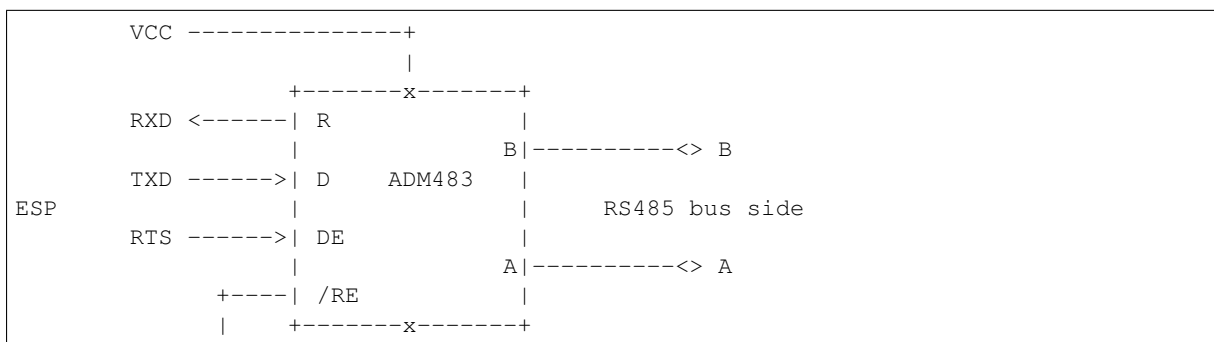 VCC ---------------+
                           |
                   +-------x-------+
        RXD <------| R             |
                   |              B|----------<> B
        TXD ------>| D    ADM483   |
ESP                |               |     RS485 bus side
        RTS ------>| DE            |
                   |              A|----------<> A
              +----| /RE           |
              |    +-------x-------+